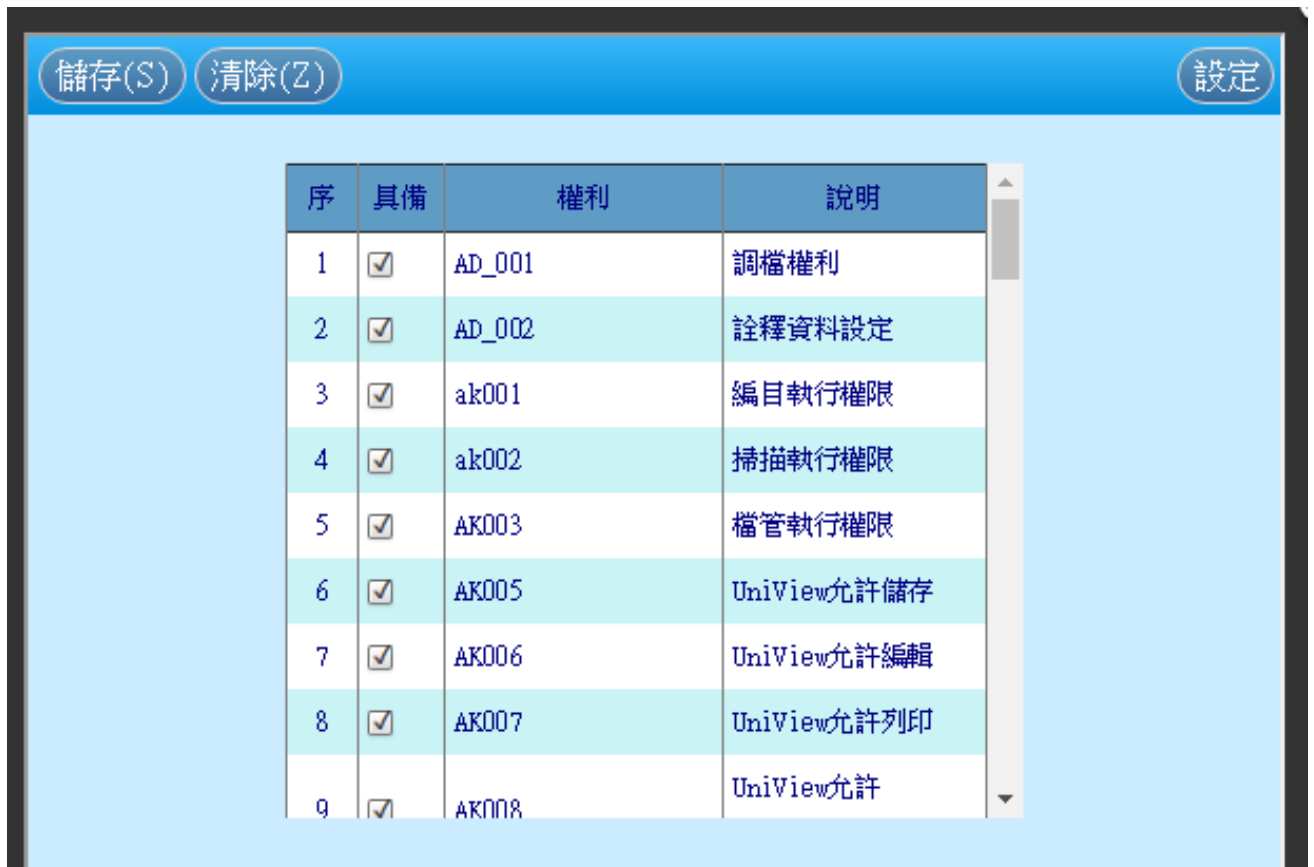 儲存(S) 清除(Z) 設定
序 具備 權利 說明
1 AD_001 調檔權利
2 AD_002 詮釋資料設定
3 ak001 編目執行權限
4 ak002 掃描執行權限
5 AK003 檔管執行權限
6 AK005 UniView允許儲存
7 AK006 UniView允許編輯
8 AK007 UniView允許列印
UniView允許
9 AK008